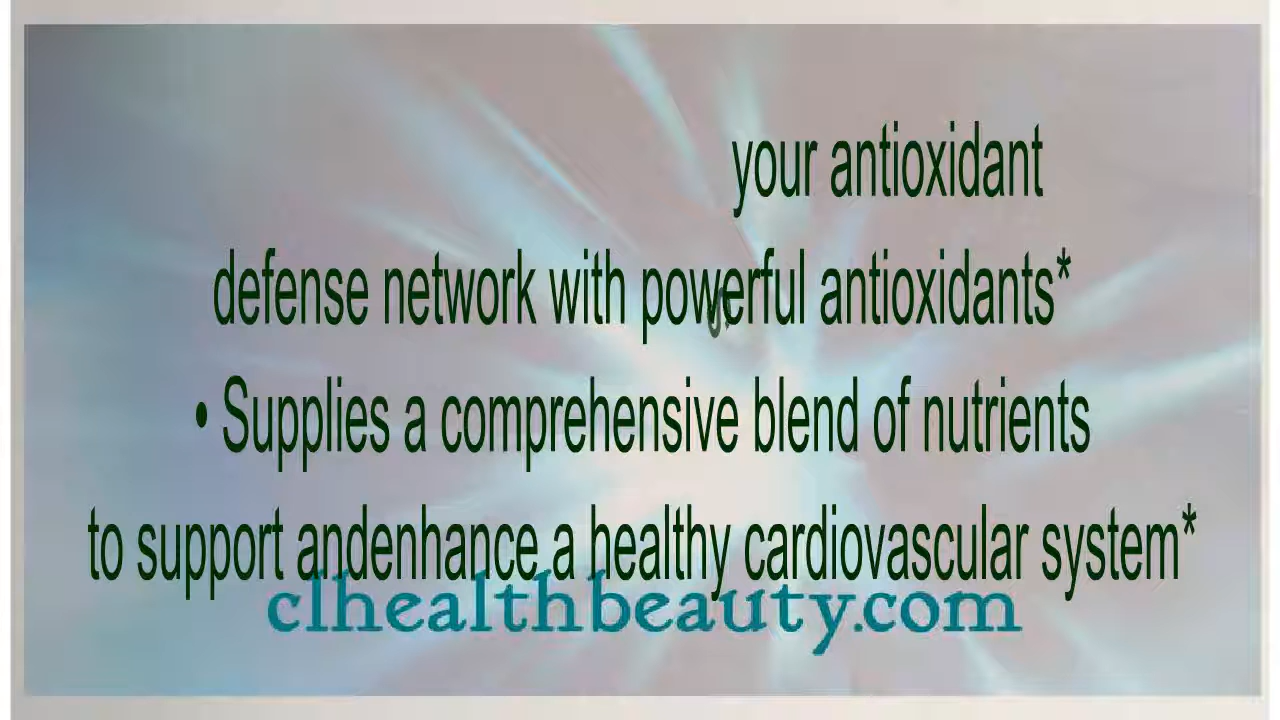 your antioxidant
defense network with powerful antioxidants*
• Supplies a comprehensive blend of nutrients
to support andenhance a healthy cardiovascular system*
clhealthbeauty.com